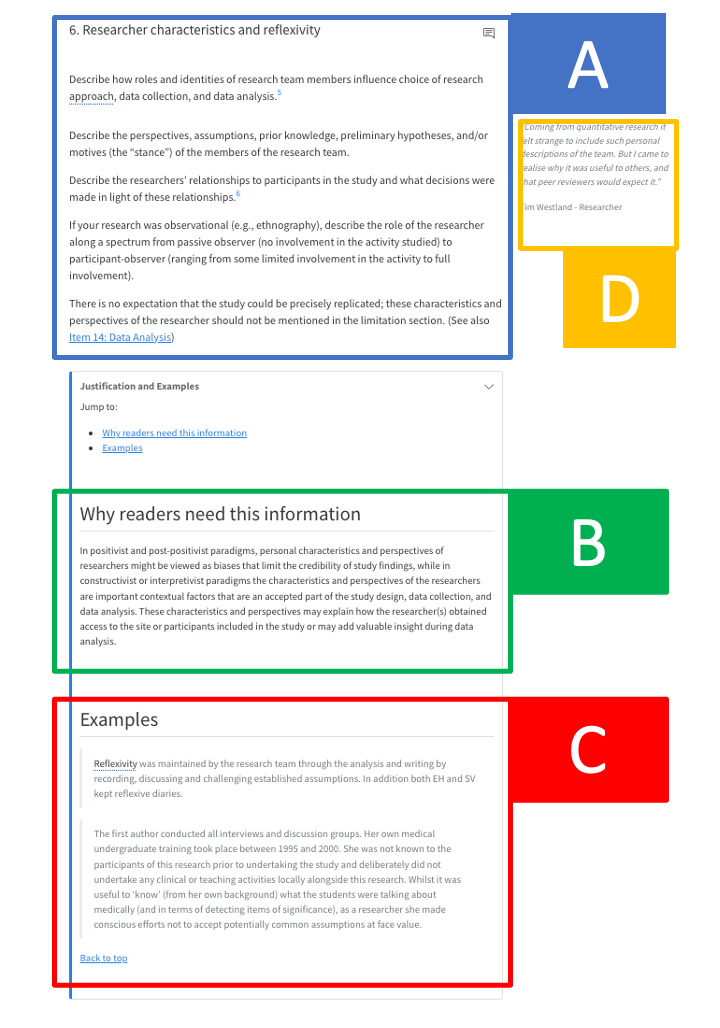 6. Researcher characteristics and reflexivity
A
Describe how roles and identities of research team members influence choice of research
approach, data collection, and data analysis.5
Describe the perspectives, assumptions, prior knowledge, preliminary hypotheses, and/or
motives (the “stance”) of the members of the research team.
Describe the researchers’ relationships to participants in the study and what decisions were
made in light of these relationships.6
If your research was observational (e.g., ethnography), describe the role of the researcher
along a spectrum from passive observer (no involvement in the activity studied) to
participant-observer (ranging from some limited involvement in the activity to full
involvement).
There is no expectation that the study could be precisely replicated; these characteristics and
perspectives of the researcher should not be mentioned in the limitation section. (See also
Item 14: Data Analysis)
“Coming from quantitative research it
felt strange to include such personal
descriptions of the team. But I came to
realise why it was useful to others, and
that peer reviewers would expect it.”
Tim Westland - Researcher
D
Justification and Examples
Jump to:
• Why readers need this information
• Examples
Why readers need this information
B
In positivist and post-positivist paradigms, personal characteristics and perspectives of
researchers might be viewed as biases that limit the credibility of study findings, while in
constructivist or interpretivist paradigms the characteristics and perspectives of the researchers
are important contextual factors that are an accepted part of the study design, data collection, and
data analysis. These characteristics and perspectives may explain how the researcher(s) obtained
access to the site or participants included in the study or may add valuable insight during data
analysis.
Examples
C
Reflexivity was maintained by the research team through the analysis and writing by
recording, discussing and challenging established assumptions. In addition both EH and SV
kept reflexive diaries.
The first author conducted all interviews and discussion groups. Her own medical
undergraduate training took place between 1995 and 2000. She was not known to the
participants of this research prior to undertaking the study and deliberately did not
undertake any clinical or teaching activities locally alongside this research. Whilst it was
useful to ‘know’ (from her own background) what the students were talking about
medically (and in terms of detecting items of significance), as a researcher she made
conscious efforts not to accept potentially common assumptions at face value.
Back to top